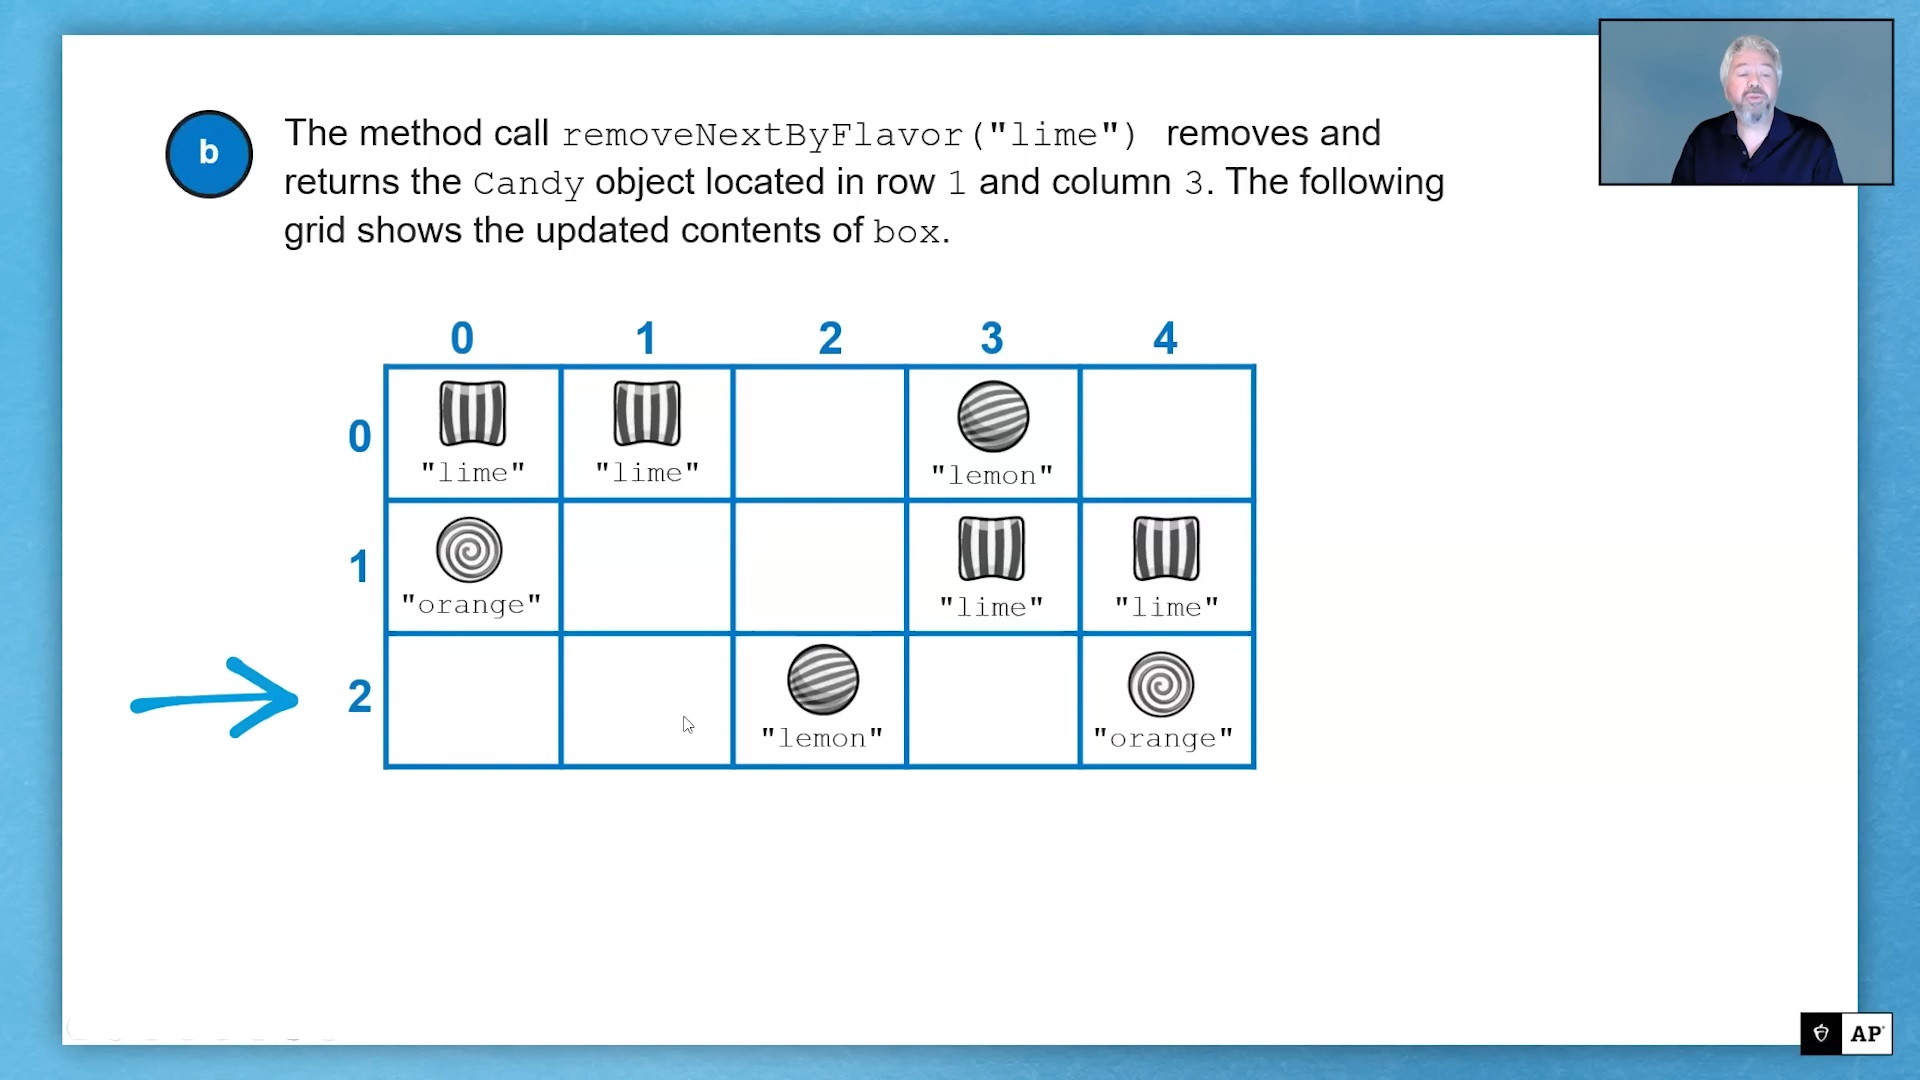 b
The method call removeNextByFlavor("lime") removes and
returns the Candy object located in row 1 and column 3. The following
grid shows the updated contents of box.
0 1 2 3 4
0
"lime" "lime" "lemon"
1
"orange" "lime" "lime"
2
"lemon" "orange"
AP